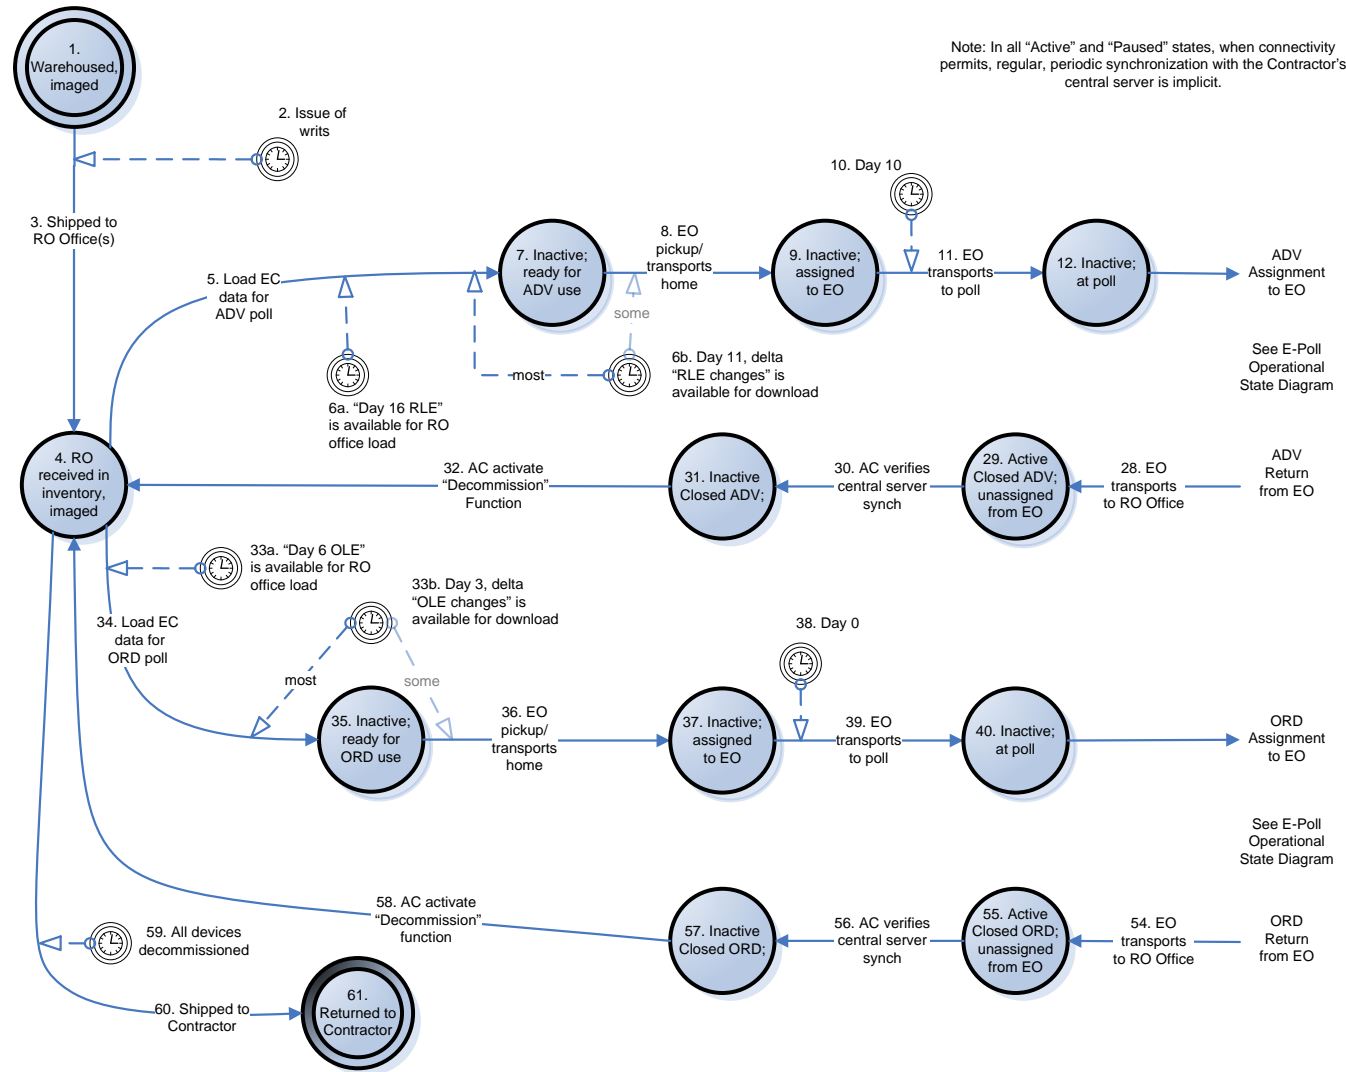 1.
Warehoused,
imaged
Note: In all “Active” and “Paused” states, when connectivity
permits, regular, periodic synchronization with the Contractor’s
central server is implicit.
2. Issue of
writs
3. Shipped to
RO Office(s)
5. Load EC
data for
ADV poll
7. Inactive;
ready for
ADV use
8. EO
pickup/
transports
home
9. Inactive;
assigned
to EO
10. Day 10
11. EO
transports
to poll
12. Inactive;
at poll
ADV
Assignment
to EO
some
most
6a. “Day 16 RLE”
is available for RO
office load
6b. Day 11, delta
“RLE changes” is
available for download
See E-Poll
Operational
State Diagram
4. RO
received in
inventory,
imaged
32. AC activate
“Decommission”
Function
31. Inactive
Closed ADV;
30. AC verifies
central server
synch
29. Active
Closed ADV;
unassigned
from EO
28. EO
transports
to RO Office
ADV
Return
from EO
33a. “Day 6 OLE”
is available for RO
office load
33b. Day 3, delta
“OLE changes” is
available for download
34. Load EC
data for
ORD poll
most
some
35. Inactive;
ready for
ORD use
36. EO
pickup/
transports
home
37. Inactive;
assigned
to EO
38. Day 0
39. EO
transports
to poll
40. Inactive;
at poll
ORD
Assignment
to EO
See E-Poll
Operational
State Diagram
58. AC activate
“Decommission”
function
57. Inactive
Closed ORD;
56. AC verifies
central server
synch
55. Active
Closed ORD;
unassigned
from EO
54. EO
transports
to RO Office
ORD
Return
from EO
59. All devices
decommissioned
60. Shipped to
Contractor
61.
Returned to
Contractor